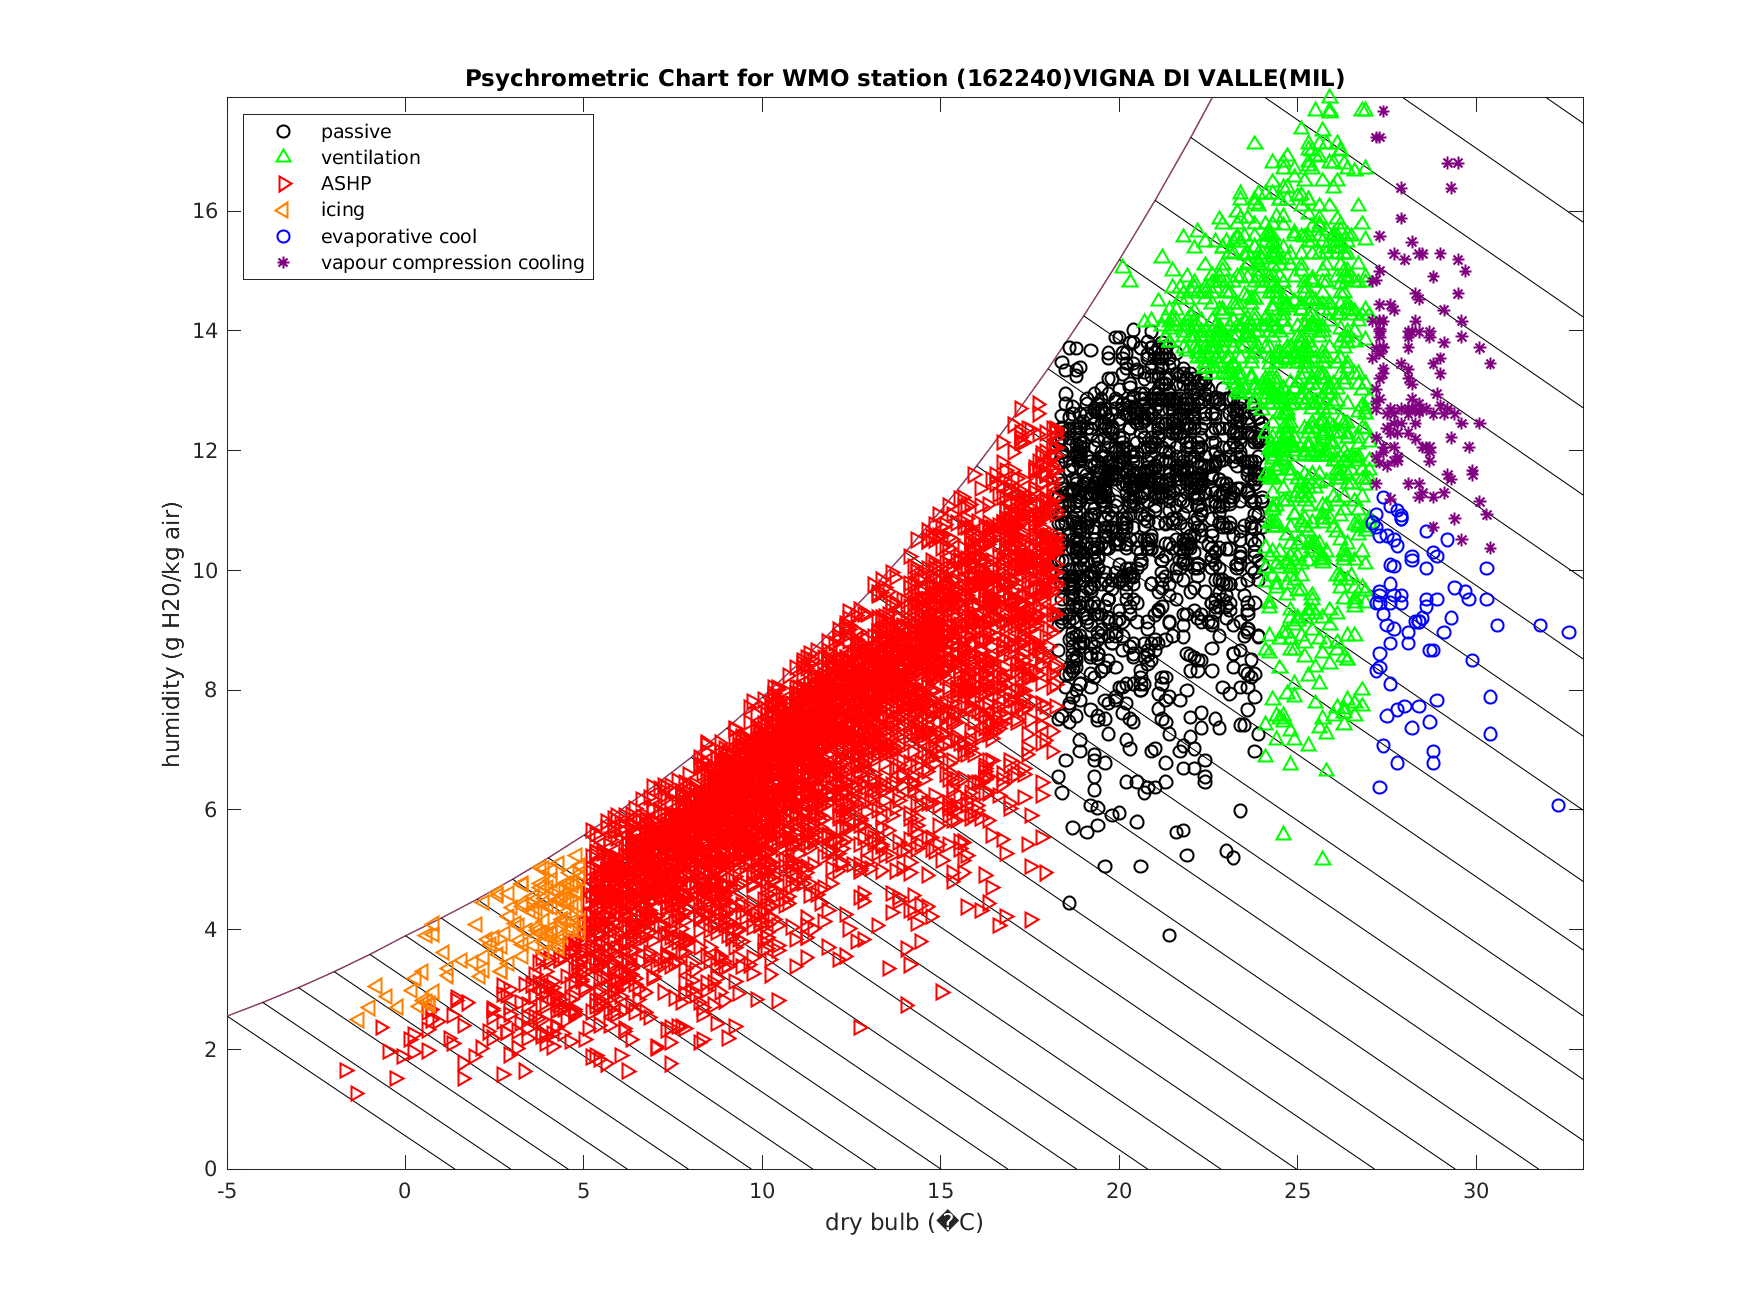 Psychrometric Chart for WMO station (162240)VIGNA DI VALLE(MIL)
passive
ventilation
ASHP
icing
evaporative cool
vapour compression cooling
16
14
12
10
8
6
4
2
0
humidity (g H20/kg air)
-5 0 5 10 15 20 25 30
dry bulb (�C)